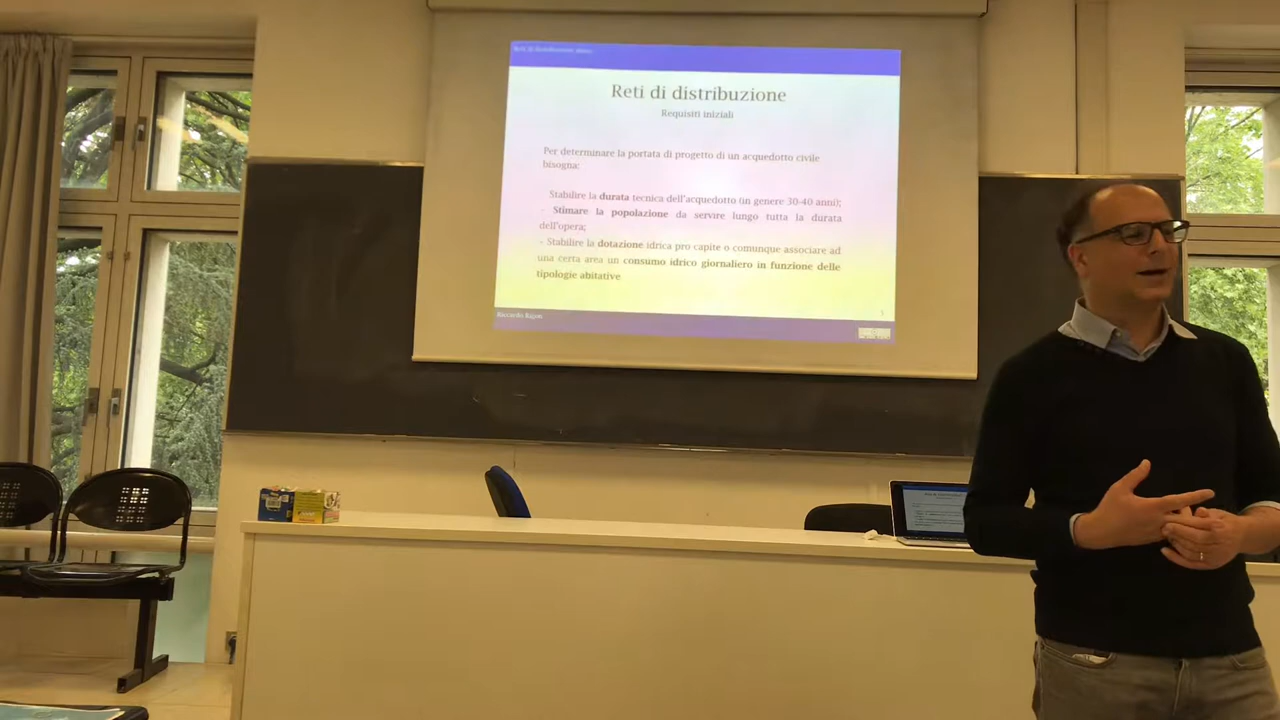 Reti di distribuzione
Requisiti iniziali
Per determinare la portata di progetto di un acquedotto civile
bisogna:
Stabilire la durata tecnica dell'acquedotto (in genere 30-40 anni);
- Stimare la popolazione da servire lungo tutta la durata
dell'opera;
- Stabilire la dotazione idrica pro capite o comunque associare ad
una certa area un consumo idrico giornaliero in funzione delle
tipologie abitative
Riccardo Rigon